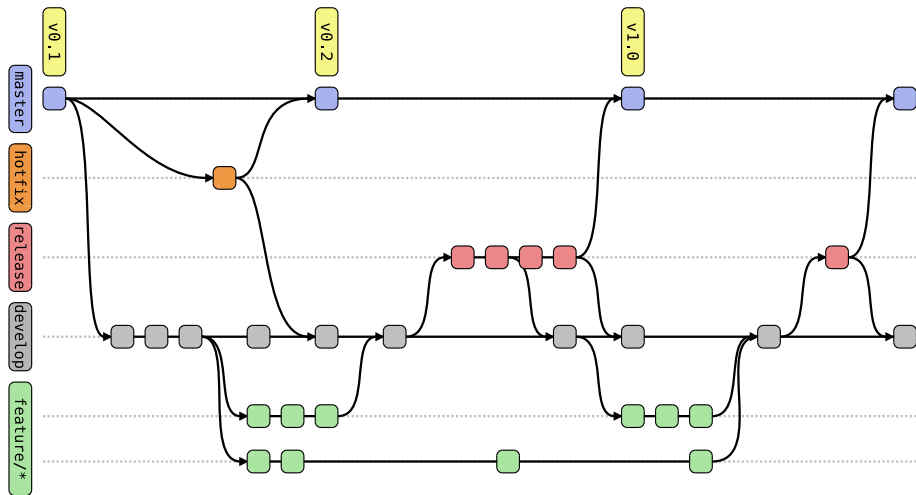 v0.1
v0.2
v1.0
master
hotfix
release
develop
feature/*